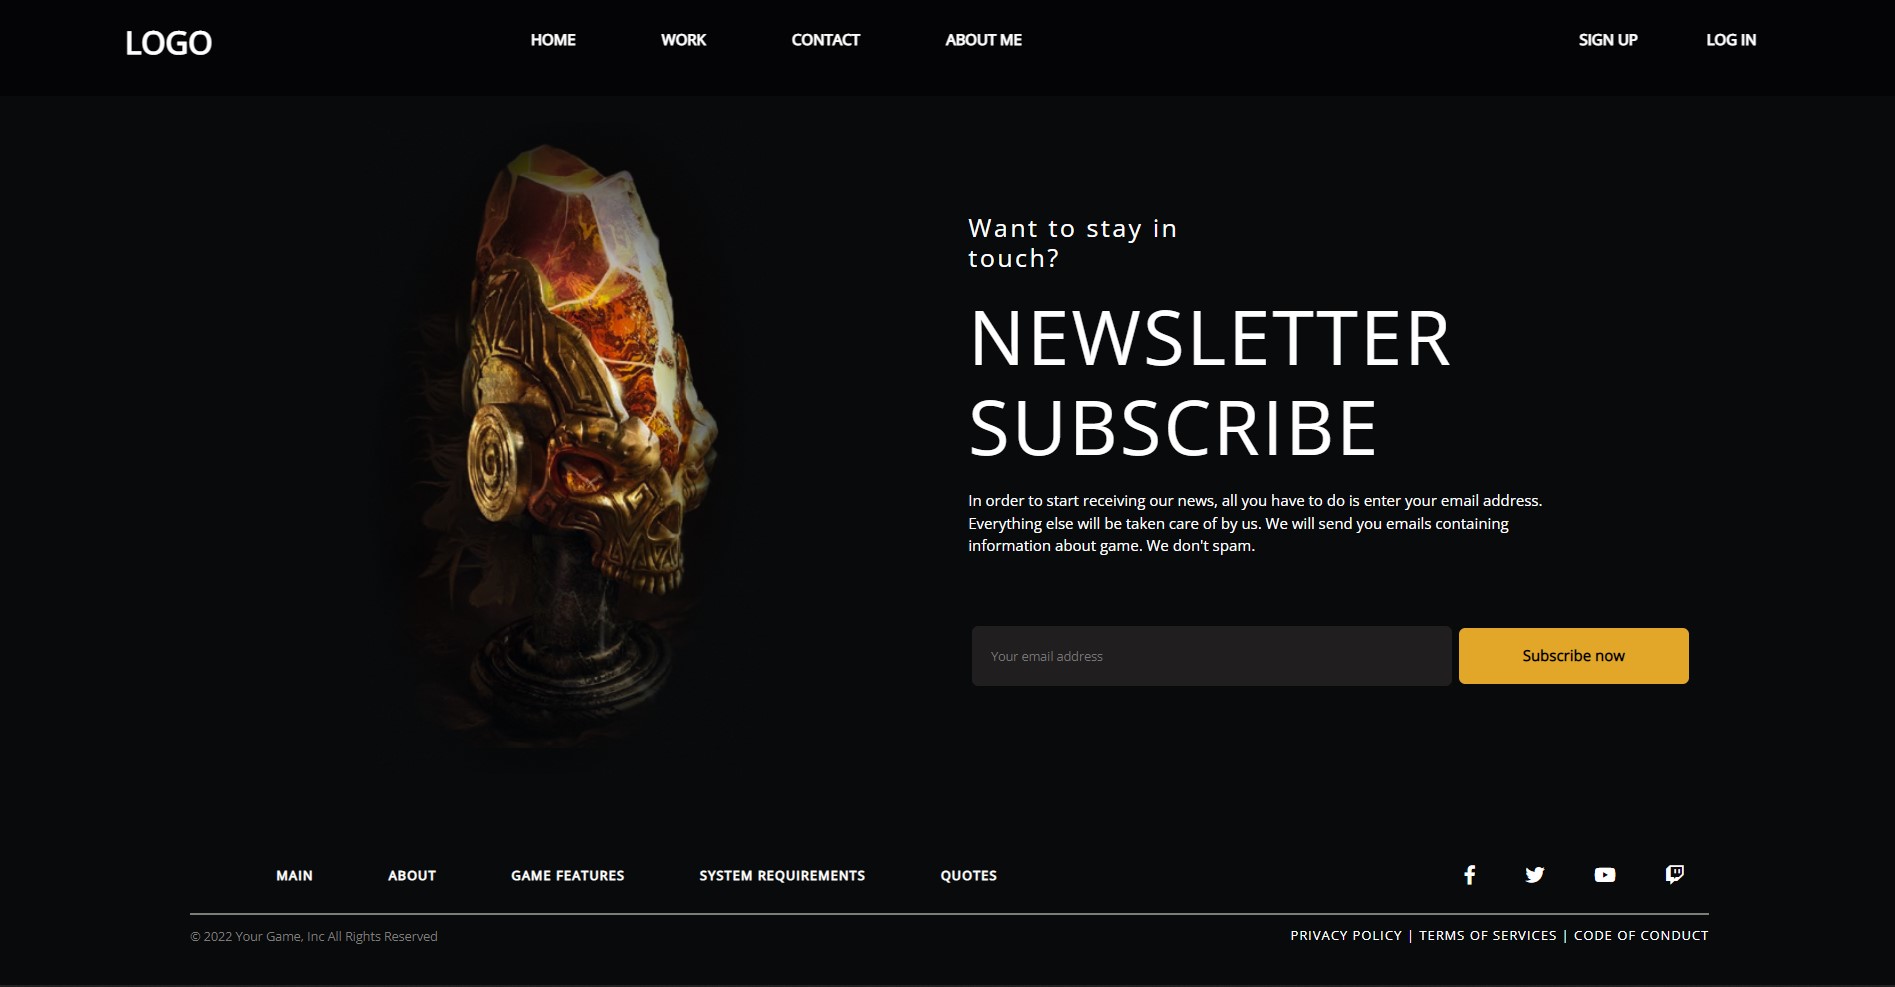 LOGO
HOME WORK CONTACT ABOUT ME
SIGN UP LOG IN
Want to stay in
touch?
NEWSLETTER
SUBSCRIBE
In order to start receiving our news, all you have to do is enter your email address.
Everything else will be taken care of by us. We will send you emails containing
information about game. We don't spam.
Your email address
Subscribe now
MAIN ABOUT GAME FEATURES SYSTEM REQUIREMENTS QUOTES
© 2022 Your Game, Inc All Rights Reserved
PRIVACY POLICY | TERMS OF SERVICES | CODE OF CONDUCT